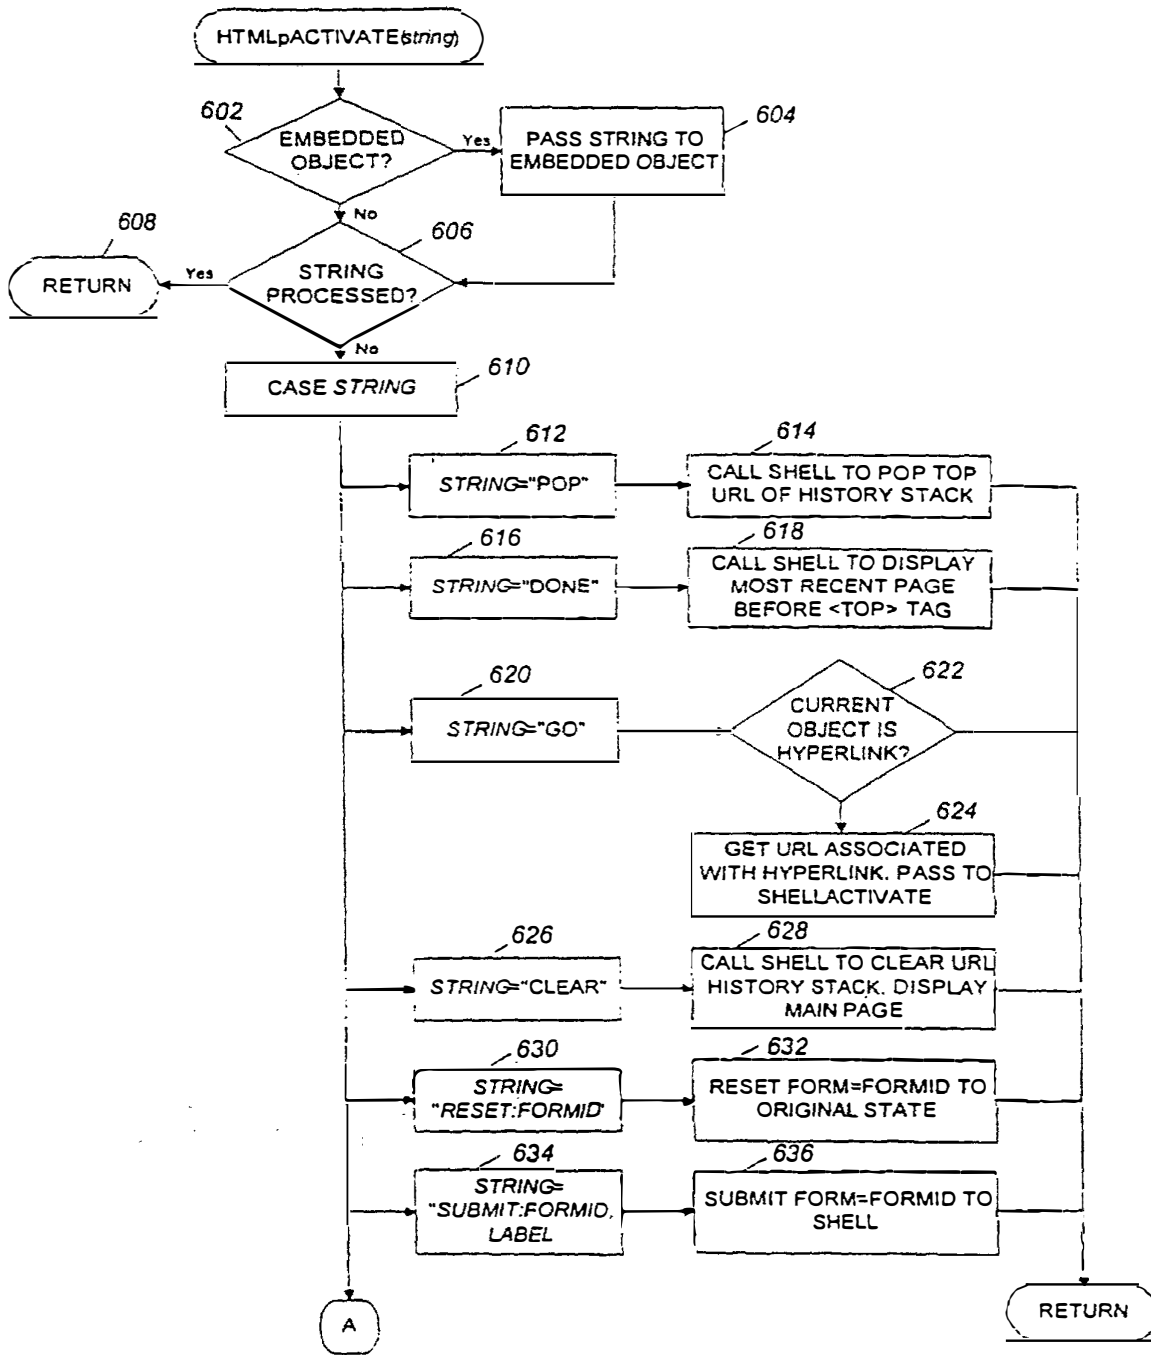 HTMLpACTIVATE(string)
602
EMBEDDED
OBJECT?
Yes
604
PASS STRING TO
EMBEDDED OBJECT
No
608
RETURN
Yes
606
STRING
PROCESSED?
No
610
CASE STRING
612
STRING="POP"
614
CALL SHELL TO POP TOP
URL OF HISTORY STACK
616
STRING="DONE"
618
CALL SHELL TO DISPLAY
MOST RECENT PAGE
BEFORE <TOP> TAG
620
STRING="GO"
622
CURRENT
OBJECT IS
HYPERLINK?
624
GET URL ASSOCIATED
WITH HYPERLINK. PASS TO
SHELLACTIVATE
626
STRING="CLEAR"
628
CALL SHELL TO CLEAR URL
HISTORY STACK. DISPLAY
MAIN PAGE
630
STRING=
"RESET:FORMID"
632
RESET FORM=FORMID TO
ORIGINAL STATE
634
STRING=
"SUBMIT:FORMID,
LABEL
636
SUBMIT FORM=FORMID TO
SHELL
A
RETURN